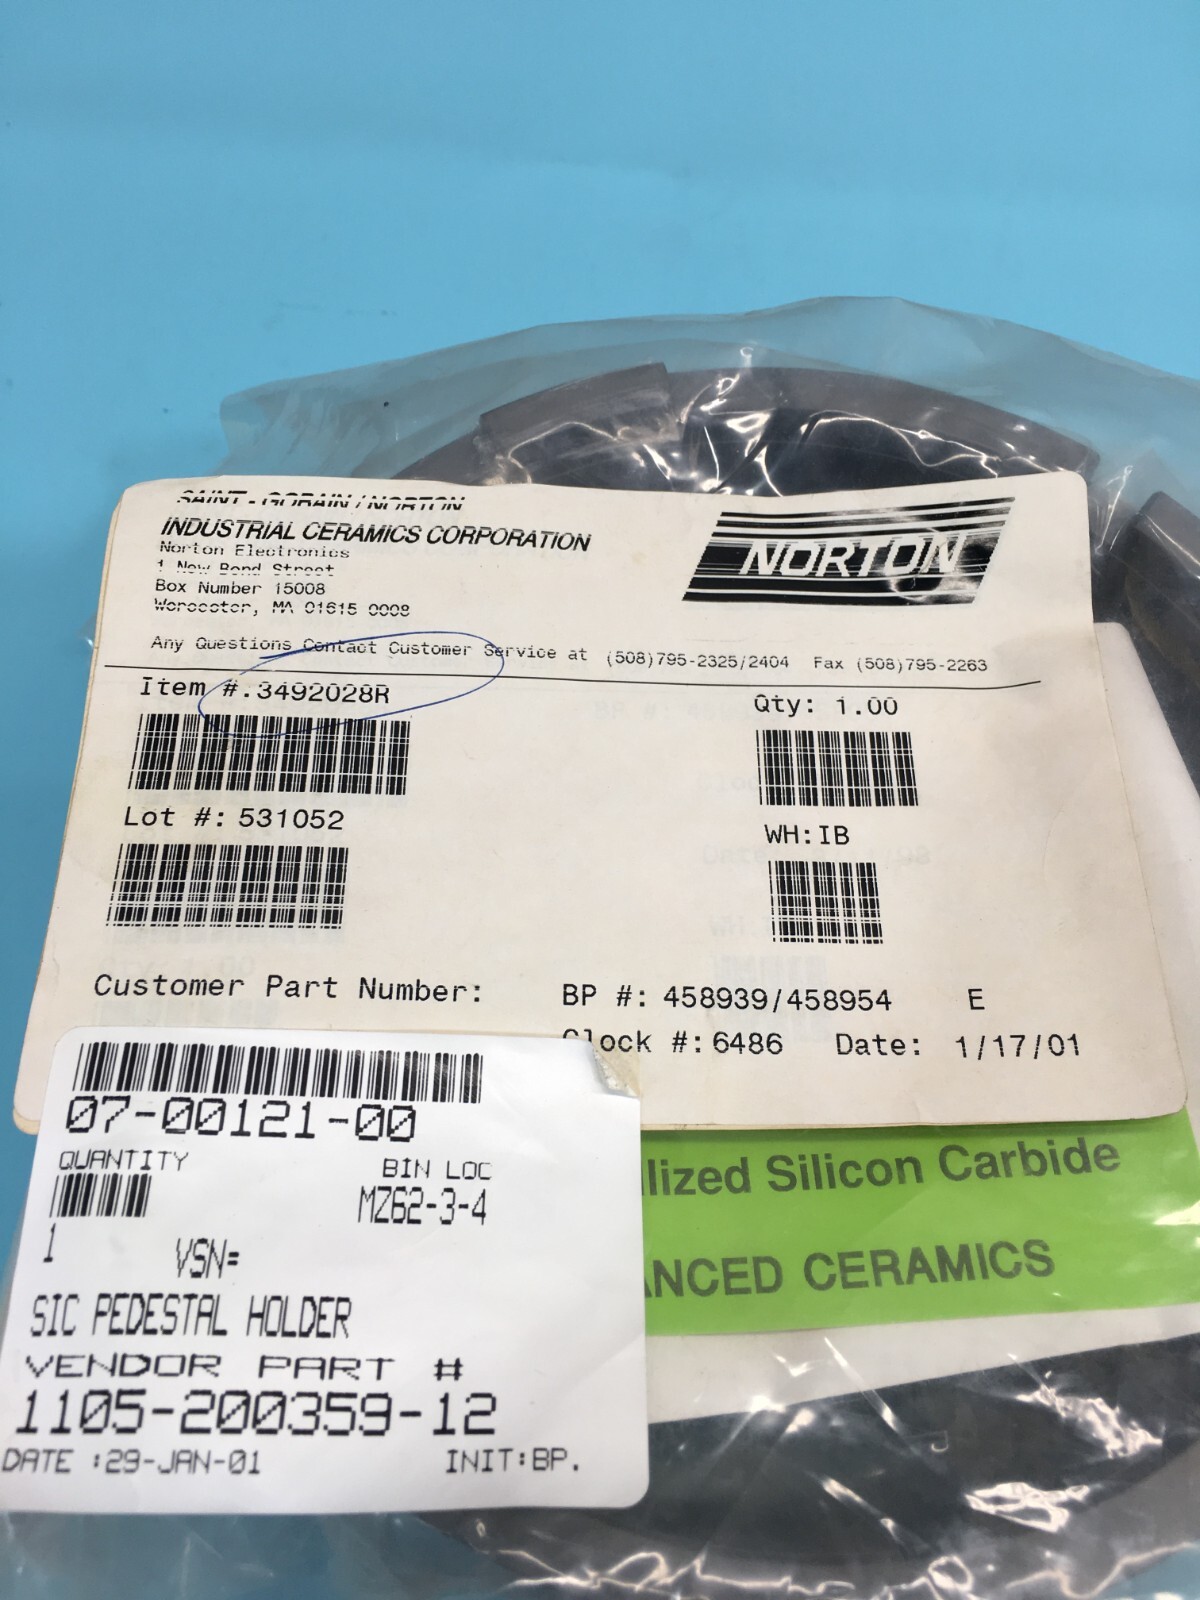 SAINT - GOBAIN / NORTON
INDUSTRIAL CERAMICS CORPORATION
Norton Electronics
1 New Bond Street
Box Number 15008
Worcester, MA 01615 0008
NORTON
Any Questions Contact Customer Service at (508)795-2325/2404 Fax (508)795-2263
Item #.3492028R
Qty: 1.00
Lot #: 531052
WH:IB
Customer Part Number:
BP #: 458939/458954 E
Clock #: 6486 Date: 1/17/01
07-00121-00
QUANTITY
BIN LOC
MZ62-3-4
1
VSN=
SIC PEDESTAL HOLDER
VENDOR PART #
1105-200359-12
DATE :29-JAN-01 INIT:BP.
llized Silicon Carbide
ANCED CERAMICS